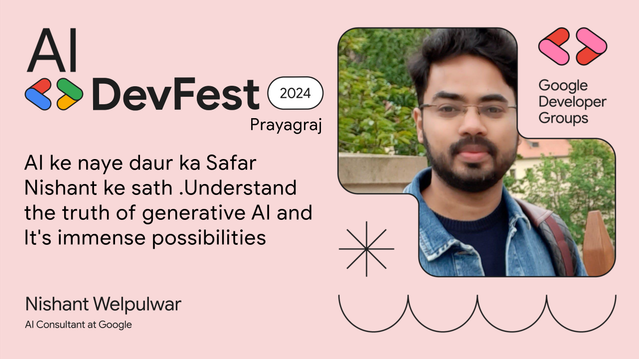 AI
DevFest 2024
Prayagraj
AI ke naye daur ka Safar
Nishant ke sath .Understand
the truth of generative AI and
It's immense possibilities
Nishant Welpulwar
AI Consultant at Google
Google
Developer
Groups